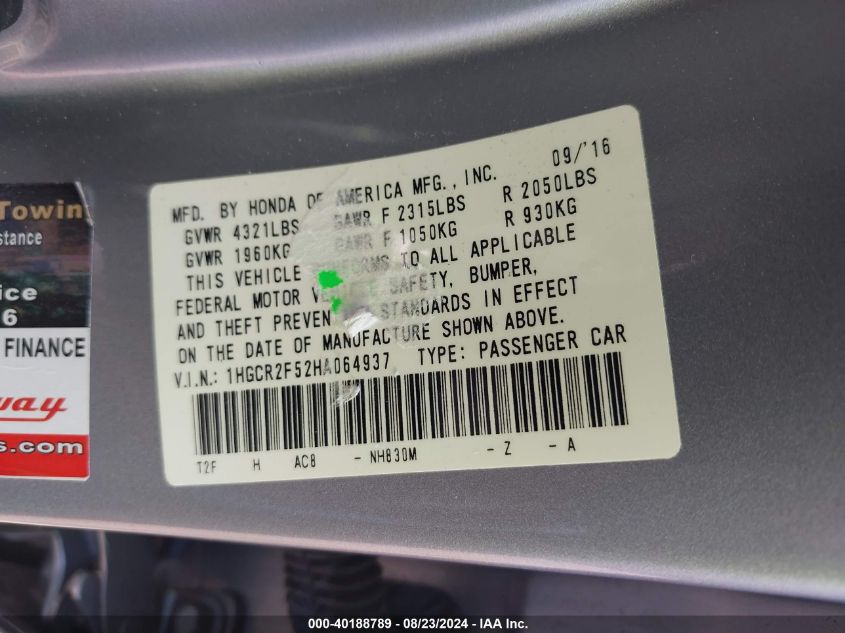 Towin
stance
ice
6
FINANCE
way
s.com
09/'16
MFD. BY HONDA OF AMERICA MFG., INC.
GVWR 4321LBS GAWR F 2315LBS R 2050LBS
GVWR 1960KG GAWR F 1050KG R 930KG
THIS VEHICLE CONFORMS TO ALL APPLICABLE
FEDERAL MOTOR VEHICLE SAFETY, BUMPER,
AND THEFT PREVENTION STANDARDS IN EFFECT
ON THE DATE OF MANUFACTURE SHOWN ABOVE.
V.I.N.: 1HGCR2F52HA064937 TYPE: PASSENGER CAR
T2F H AC8 - NH830M - Z - A
000-40188789 - 08/23/2024 - IAA Inc.